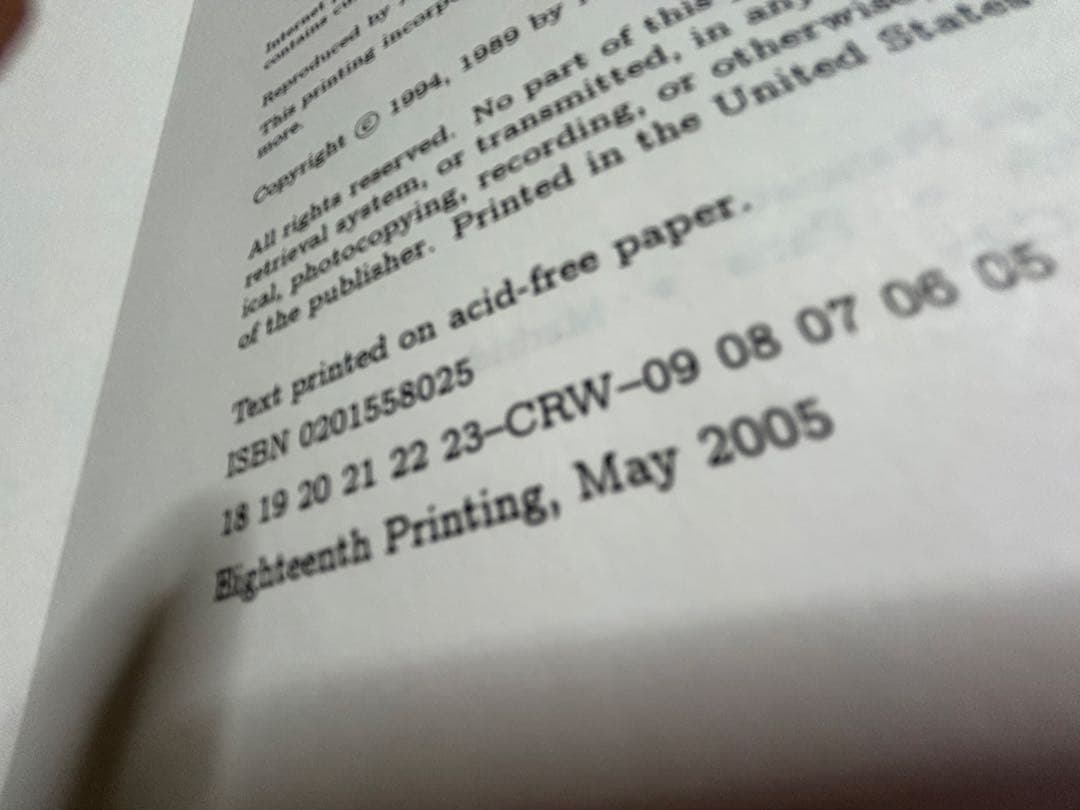 Internet
contains
Reproduced by
This printing incorp
more.
Copyright © 1994, 1989 by
All rights reserved. No part of this
retrieval system, or transmitted, in any
ical, photocopying, recording, or otherwise,
of the publisher. Printed in the United States
Text printed on acid-free paper.
ISBN 0201558025
18 19 20 21 22 23–CRW–09 08 07 06 05
Eighteenth Printing, May 2005